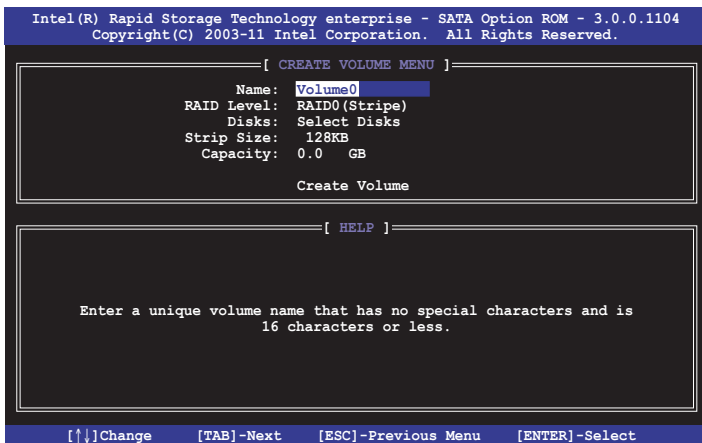 Intel(R) Rapid Storage Technology enterprise - SATA Option ROM - 3.0.0.1104
Copyright(C) 2003-11 Intel Corporation. All Rights Reserved.
[ CREATE VOLUME MENU ]
Name: Volume0
RAID Level: RAID0(Stripe)
Disks: Select Disks
Strip Size: 128KB
Capacity: 0.0 GB
Create Volume
[ HELP ]
Enter a unique volume name that has no special characters and is
16 characters or less.
[↑↓]Change [TAB]-Next [ESC]-Previous Menu [ENTER]-Select